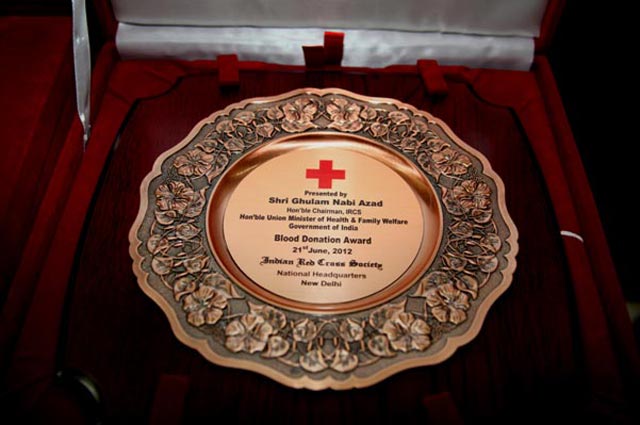 Presented by
Shri Ghulam Nabi Azad
Hon'ble Chairman, IRCS
Hon'ble Union Minister of Health & Family Welfare
Government of India
Blood Donation Award
21st June, 2012
Indian Red Cross Society
National Headquarters
New Delhi